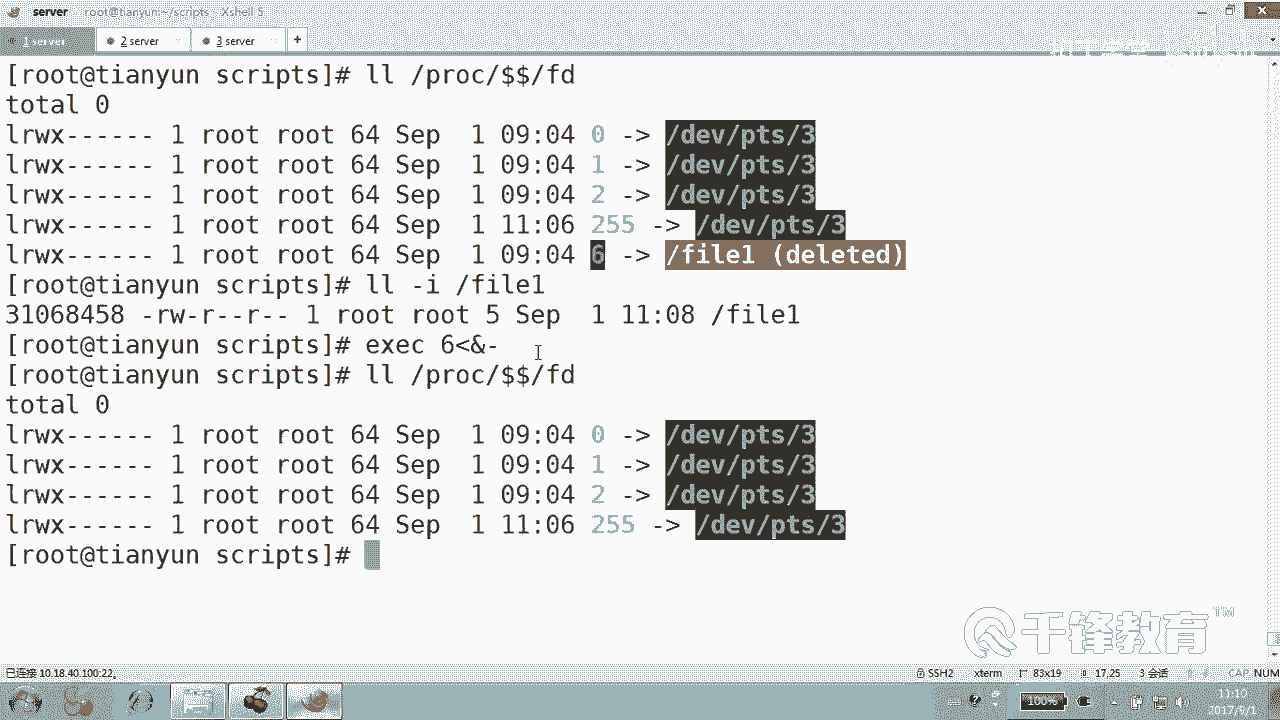 server root@tianyun:~/scripts - Xshell 5
1 server 2 server 3 server +
[root@tianyun scripts]# ll /proc/$$/fd
total 0
lrwx------ 1 root root 64 Sep  1 09:04 0 -> /dev/pts/3
lrwx------ 1 root root 64 Sep  1 09:04 1 -> /dev/pts/3
lrwx------ 1 root root 64 Sep  1 09:04 2 -> /dev/pts/3
lrwx------ 1 root root 64 Sep  1 11:06 255 -> /dev/pts/3
lrwx------ 1 root root 64 Sep  1 09:04 6 -> /file1 (deleted)
[root@tianyun scripts]# ll -i /file1
31068458 -rw-r--r-- 1 root root 5 Sep  1 11:08 /file1
[root@tianyun scripts]# exec 6<&-
[root@tianyun scripts]# ll /proc/$$/fd
total 0
lrwx------ 1 root root 64 Sep  1 09:04 0 -> /dev/pts/3
lrwx------ 1 root root 64 Sep  1 09:04 1 -> /dev/pts/3
lrwx------ 1 root root 64 Sep  1 09:04 2 -> /dev/pts/3
lrwx------ 1 root root 64 Sep  1 11:06 255 -> /dev/pts/3
[root@tianyun scripts]#
千锋教育™
已连接 10.18.40.100:22。 SSH2 xterm 83x19 17,25 3 会话 CAP NUM
100% 11:10
2017/9/1